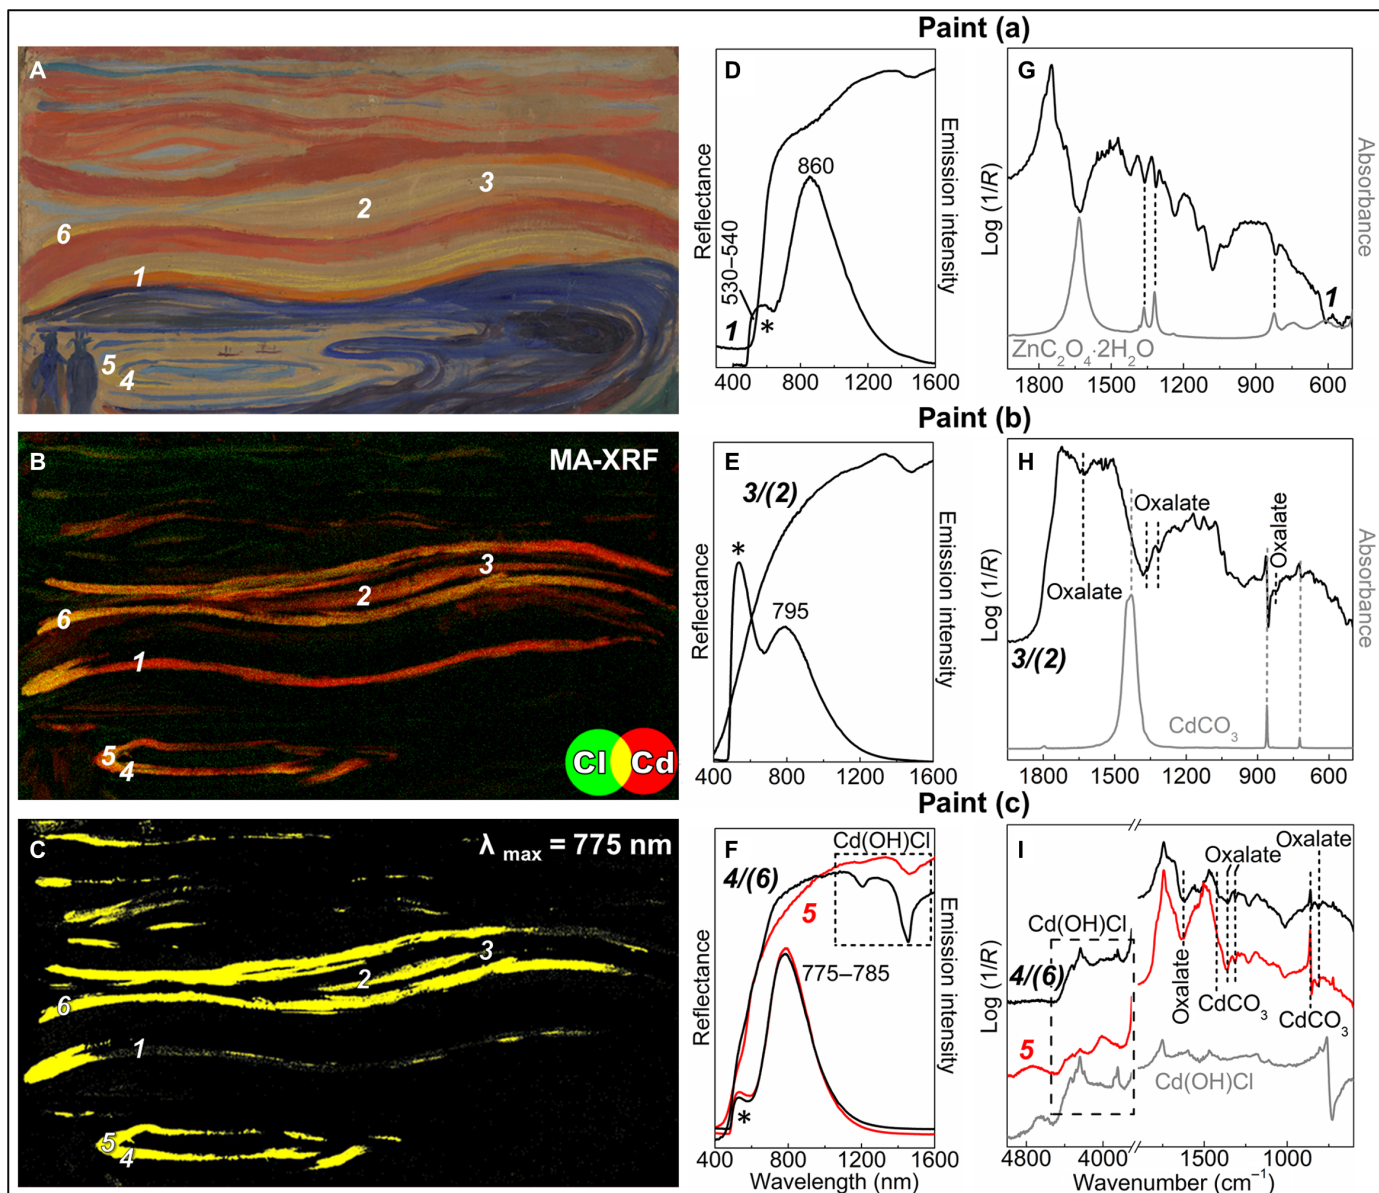 Paint (a)
A
1
2
3
4
5
6
D
Reflectance
Emission intensity
530–540
860
1
*
400 800 1200 1600
G
Log (1/R)
Absorbance
1
ZnC₂O₄·2H₂O
1800 1500 1200 900 600
Paint (b)
B
MA-XRF
1
2
3
4
5
6
Cl Cd
E
3/(2)
*
795
Reflectance
Emission intensity
400 800 1200 1600
H
Oxalate
Oxalate
Oxalate
3/(2)
CdCO₃
Log (1/R)
Absorbance
1800 1500 1200 900 600
Paint (c)
C
λ max = 775 nm
1
2
3
4
5
6
F
Cd(OH)Cl
4/(6)
5
775–785
*
Reflectance
Emission intensity
400 800 1200 1600
Wavelength (nm)
I
Oxalate
Oxalate
Cd(OH)Cl
4/(6)
Oxalate
CdCO₃
CdCO₃
5
Cd(OH)Cl
Log (1/R)
4800 4000 1500 1000
Wavenumber (cm⁻¹)